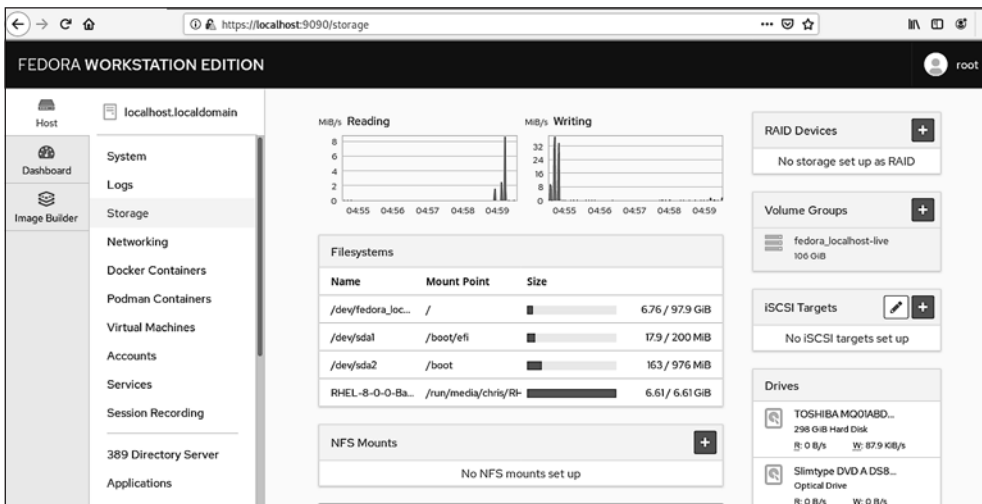 https://localhost:9090/storage
FEDORA WORKSTATION EDITION
root
Host
Dashboard
Image Builder
localhost.localdomain
System
Logs
Storage
Networking
Docker Containers
Podman Containers
Virtual Machines
Accounts
Services
Session Recording
389 Directory Server
Applications
MiB/s Reading
8
6
4
2
0
04:55 04:56 04:57 04:58 04:59
MiB/s Writing
32
24
16
8
0
04:55 04:56 04:57 04:58 04:59
Filesystems
Name Mount Point Size
/dev/fedora_loc... / 6.76 / 97.9 GiB
/dev/sda1 /boot/efi 17.9 / 200 MiB
/dev/sda2 /boot 163 / 976 MiB
RHEL-8-0-0-Ba... /run/media/chris/RH 6.61 / 6.61 GiB
NFS Mounts
No NFS mounts set up
RAID Devices
No storage set up as RAID
Volume Groups
fedora_localhost-live
106 GiB
iSCSI Targets
No iSCSI targets set up
Drives
TOSHIBA MQ01ABD...
298 GiB Hard Disk
R: 0 B/s W: 87.9 KiB/s
Slimtype DVD A DS8...
Optical Drive
R: 0 B/s W: 0 B/s